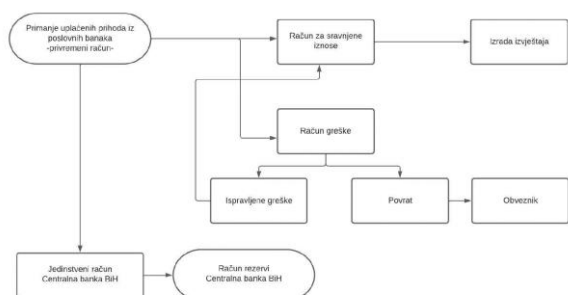 Primanje uplaćenih prihoda iz
poslovnih banaka
-privremeni račun-
Račun za sravnjene
iznose
Izrada izvještaja
Račun greške
Ispravljene greške
Povrat
Obveznik
Jedinstveni račun
Centralna banka BiH
Račun rezervi
Centralna banka BiH